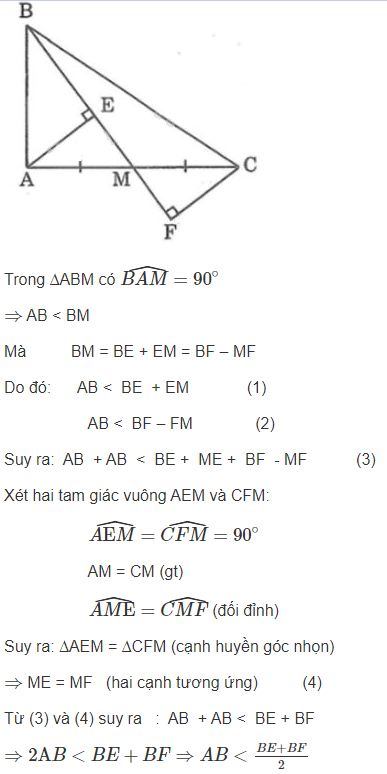 B
E
A M C
F
Trong ΔABM có $\widehat{BAM} = 90^\circ$
⇒ AB < BM
Mà BM = BE + EM = BF – MF
Do đó: AB < BE + EM (1)
AB < BF – FM (2)
Suy ra: AB + AB < BE + ME + BF - MF (3)
Xét hai tam giác vuông AEM và CFM:
$\widehat{AEM} = \widehat{CFM} = 90^\circ$
AM = CM (gt)
$\widehat{AME} = \widehat{CMF}$ (đối đỉnh)
Suy ra: ΔAEM = ΔCFM (cạnh huyền góc nhọn)
⇒ ME = MF (hai cạnh tương ứng) (4)
Từ (3) và (4) suy ra : AB + AB < BE + BF
$\Rightarrow 2AB < BE + BF \Rightarrow AB < \frac{BE+BF}{2}$